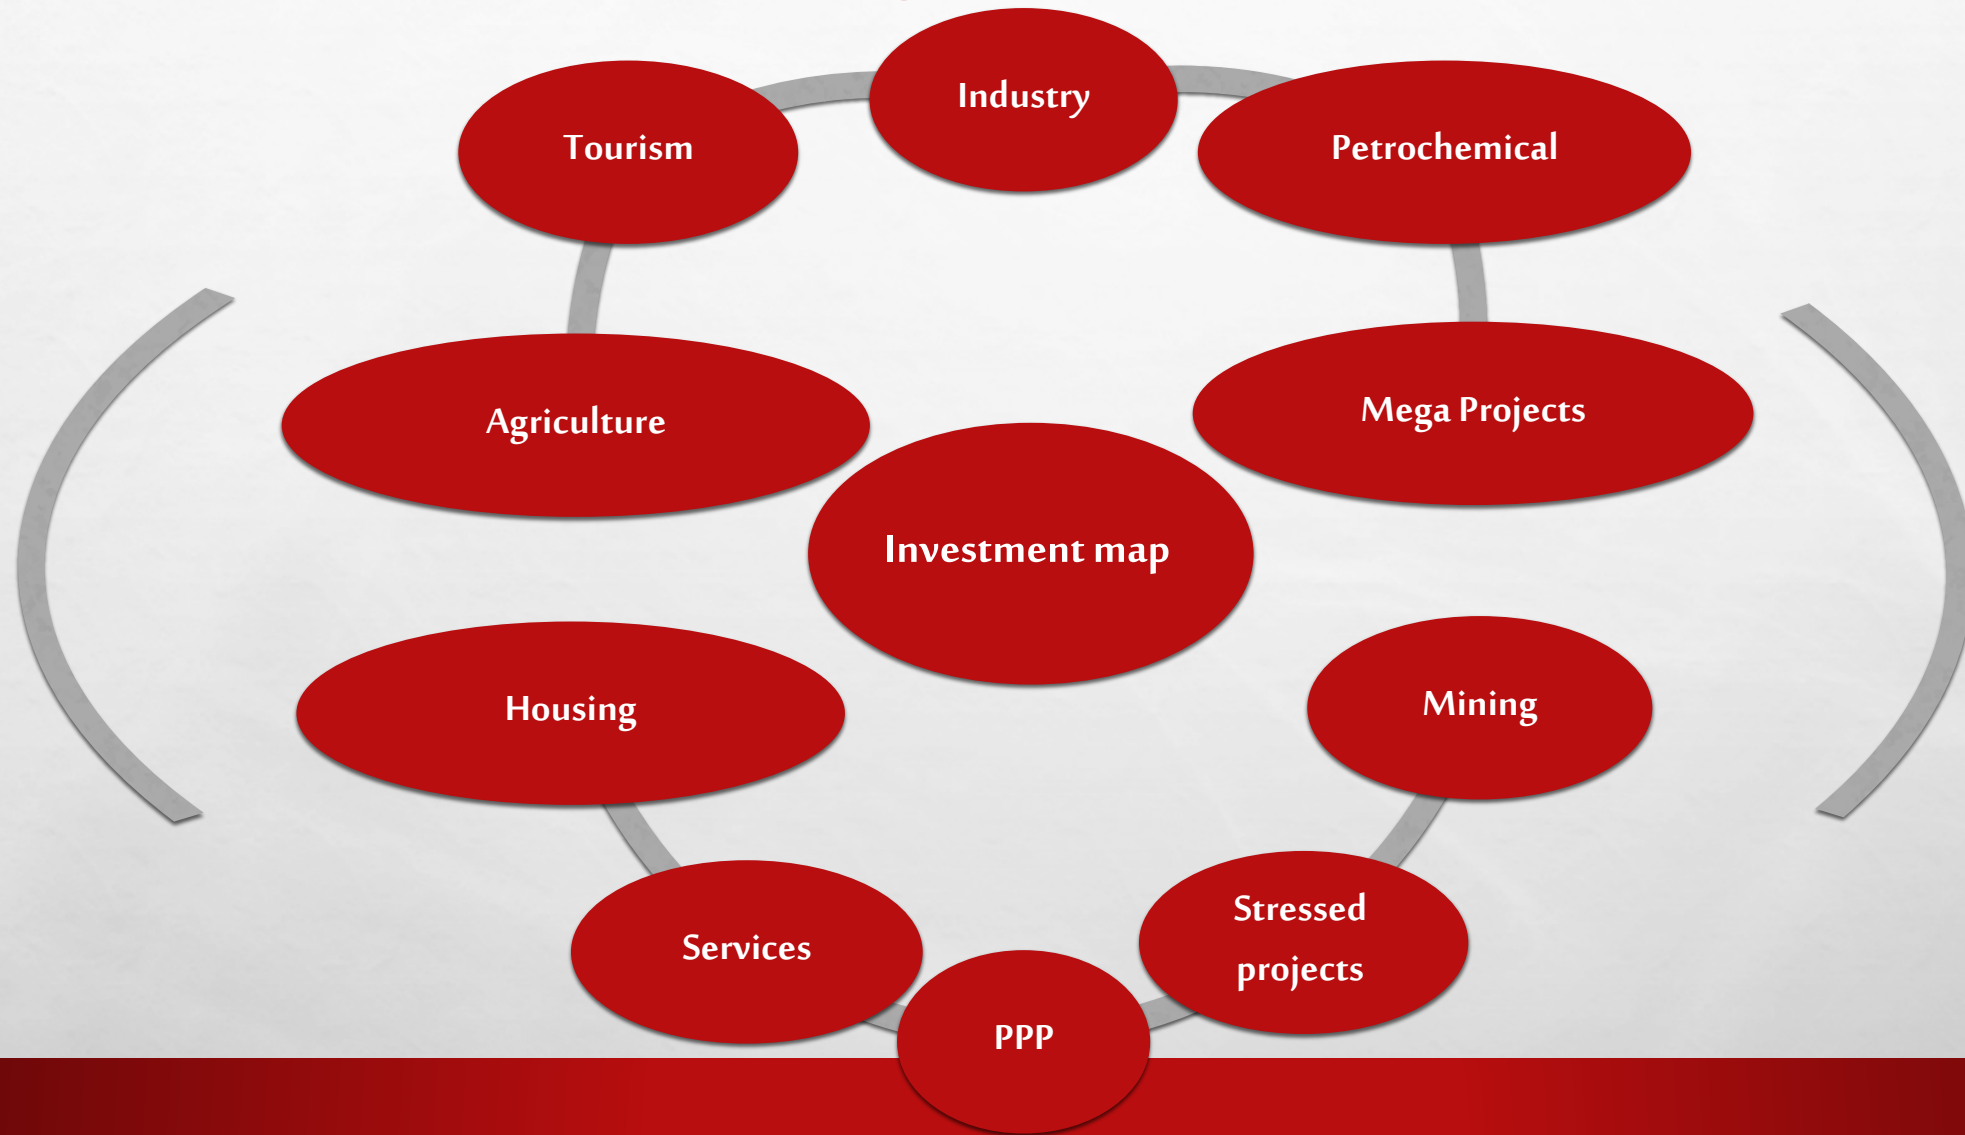 Industry
Tourism
Petrochemical
Agriculture
Mega Projects
Investment map
Housing
Mining
Services
Stressed
projects
PPP